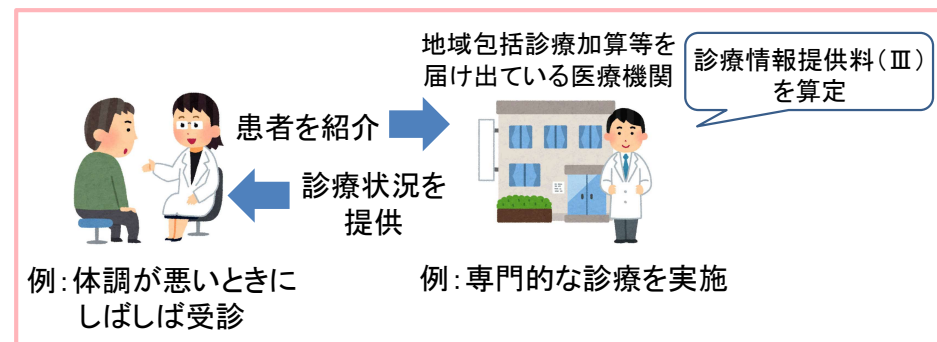 地域包括診療加算等を
届け出ている医療機関
診療情報提供料(Ⅲ)
を算定
患者を紹介
診療状況を
提供
例:体調が悪いときに
しばしば受診
例:専門的な診療を実施